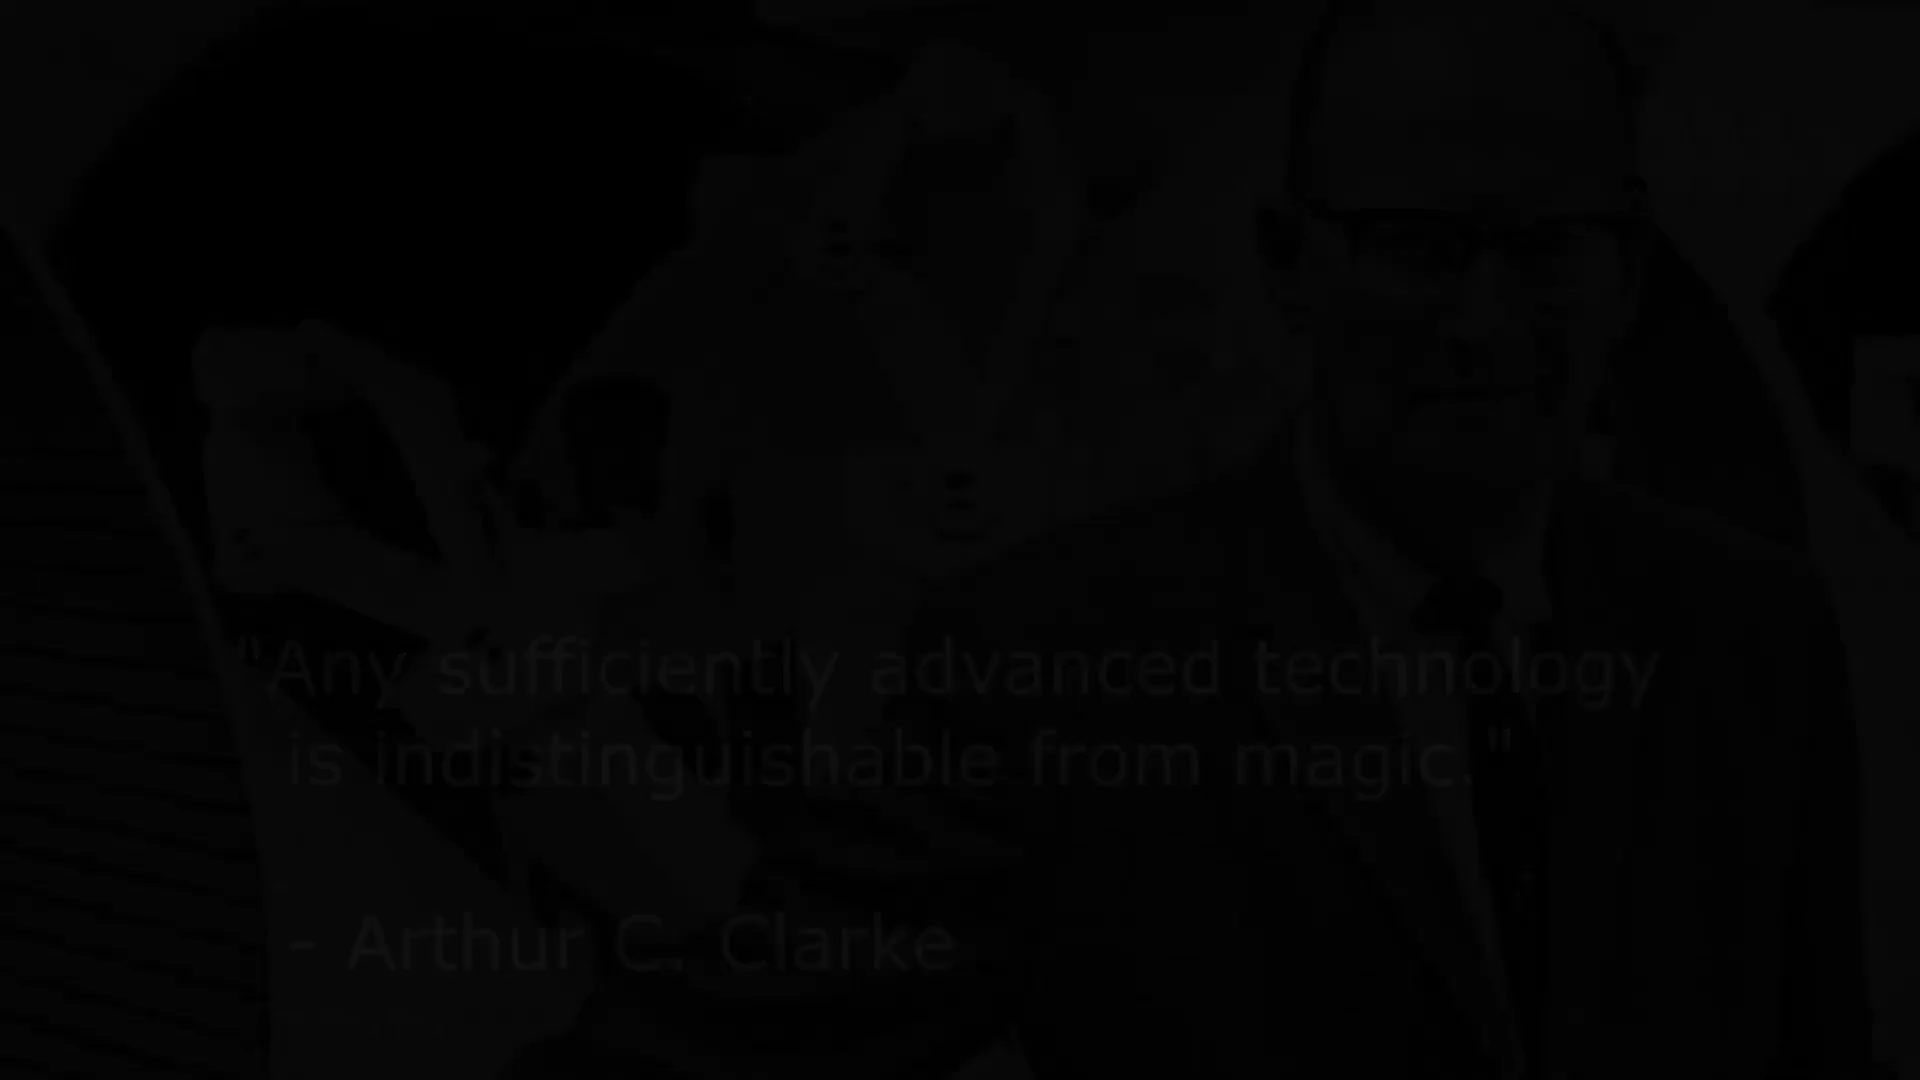 "Any sufficiently advanced technology
is indistinguishable from magic."
- Arthur C. Clarke